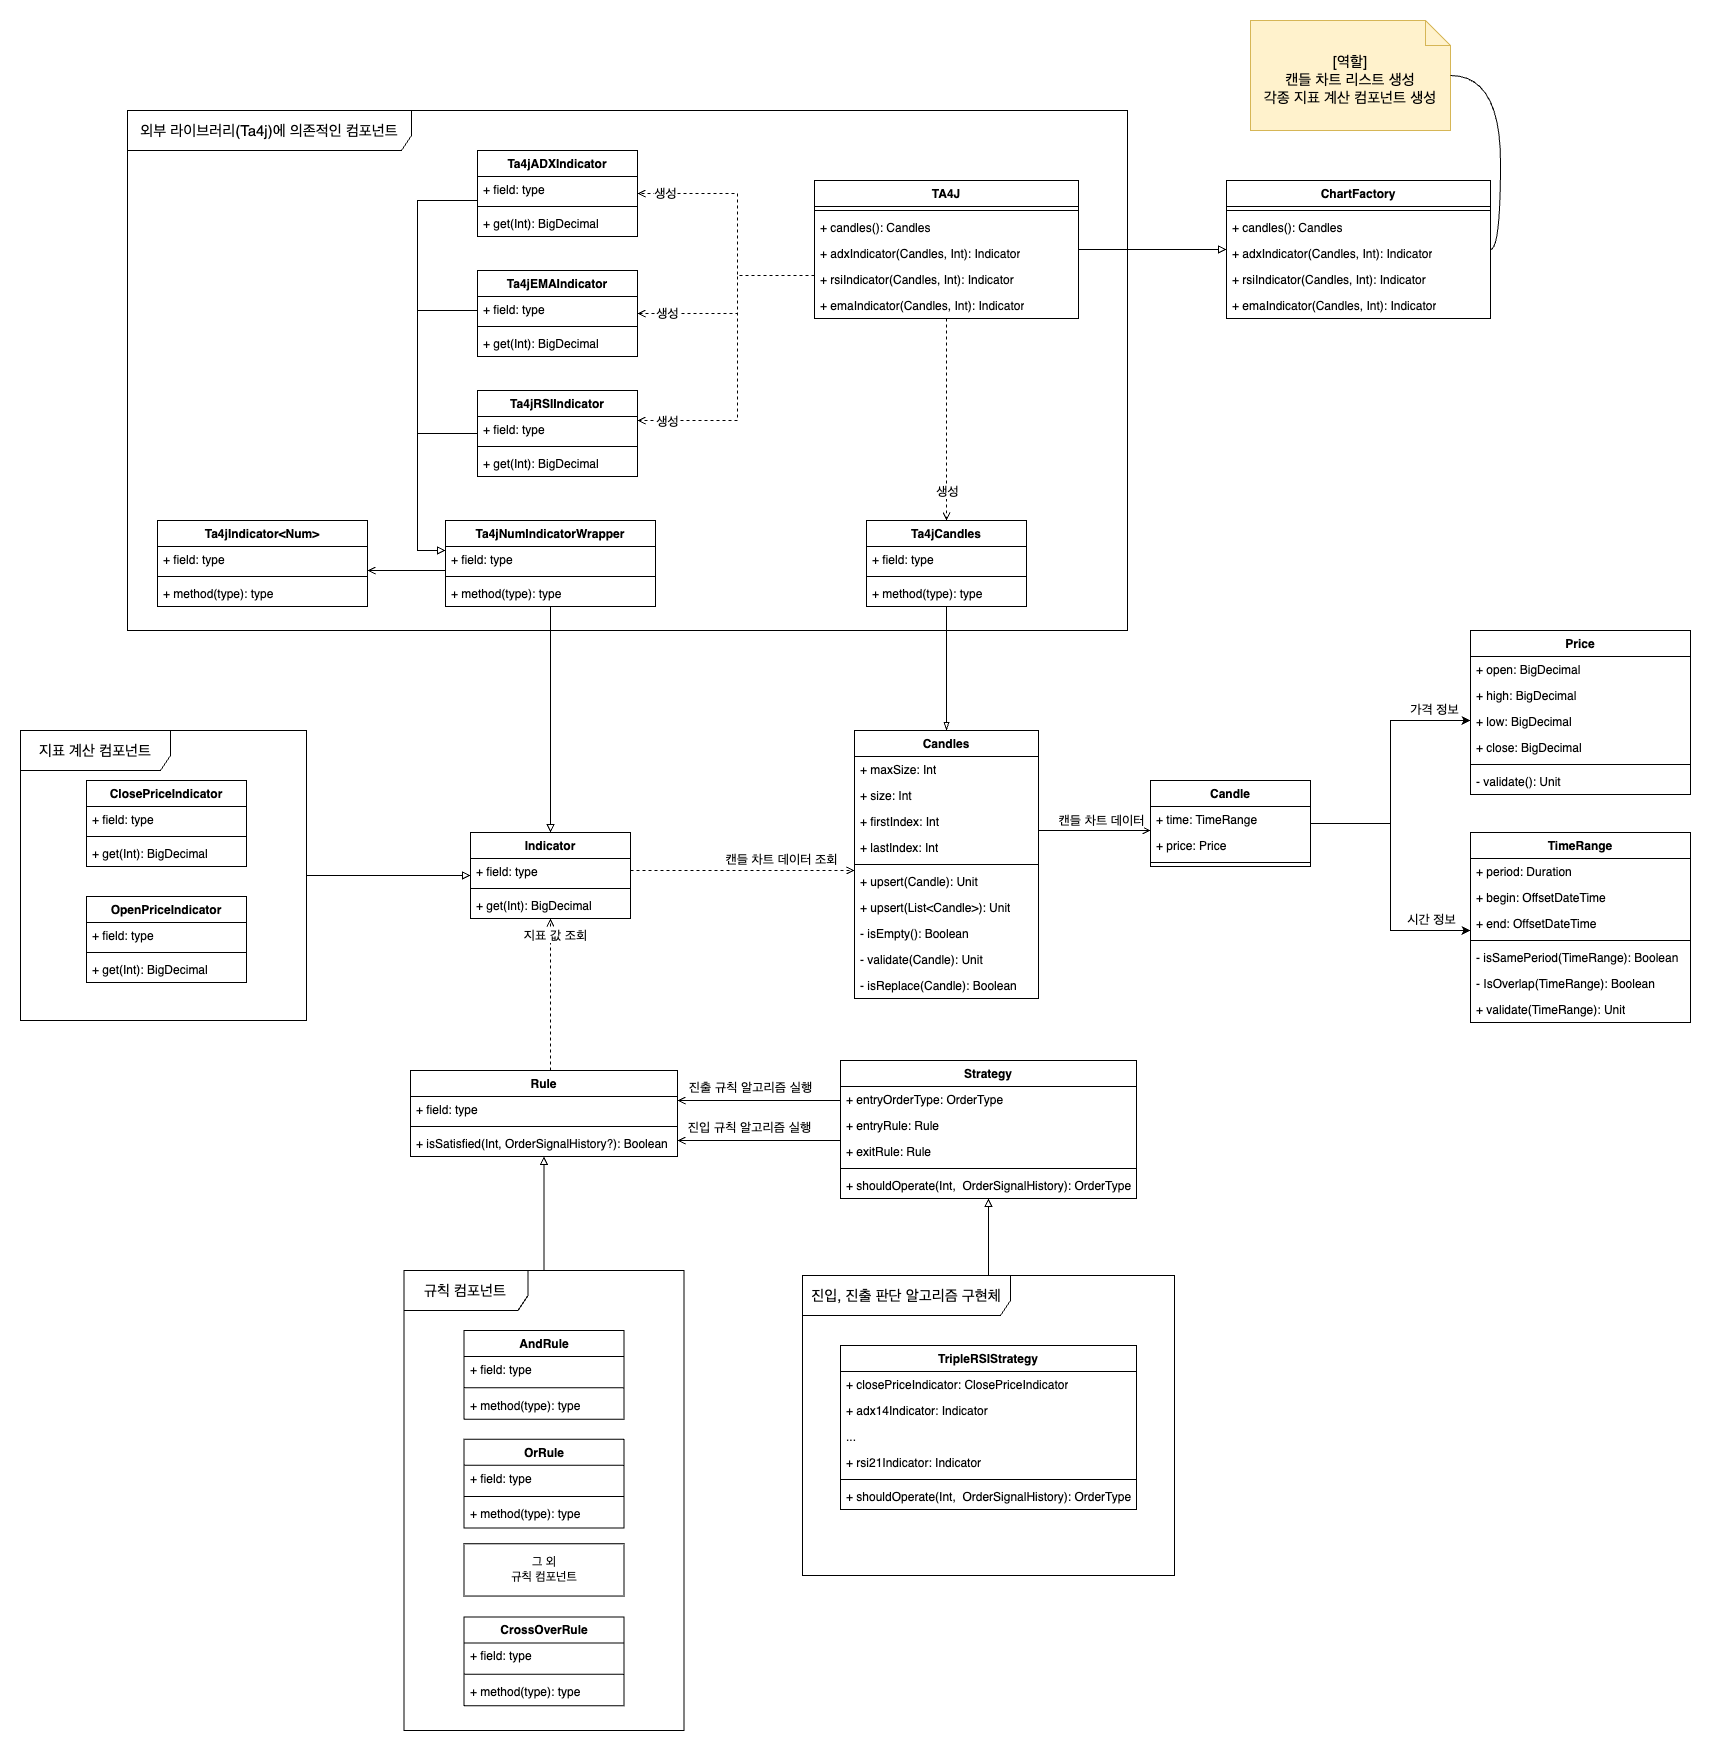 [역할]
캔들 차트 리스트 생성
각종 지표 계산 컴포넌트 생성
외부 라이브러리(Ta4j)에 의존적인 컴포넌트
Ta4jADXIndicator
+ field: type
+ get(Int): BigDecimal
생성
TA4J
+ candles(): Candles
+ adxIndicator(Candles, Int): Indicator
+ rsiIndicator(Candles, Int): Indicator
+ emaIndicator(Candles, Int): Indicator
ChartFactory
+ candles(): Candles
+ adxIndicator(Candles, Int): Indicator
+ rsiIndicator(Candles, Int): Indicator
+ emaIndicator(Candles, Int): Indicator
Ta4jEMAIndicator
+ field: type
+ get(Int): BigDecimal
생성
Ta4jRSIIndicator
+ field: type
+ get(Int): BigDecimal
생성
생성
Ta4jIndicator<Num>
+ field: type
+ method(type): type
Ta4jNumIndicatorWrapper
+ field: type
+ method(type): type
Ta4jCandles
+ field: type
+ method(type): type
지표 계산 컴포넌트
ClosePriceIndicator
+ field: type
+ get(Int): BigDecimal
OpenPriceIndicator
+ field: type
+ get(Int): BigDecimal
Indicator
+ field: type
+ get(Int): BigDecimal
캔들 차트 데이터 조회
지표 값 조회
Candles
+ maxSize: Int
+ size: Int
+ firstIndex: Int
+ lastIndex: Int
+ upsert(Candle): Unit
+ upsert(List<Candle>): Unit
- isEmpty(): Boolean
- validate(Candle): Unit
- isReplace(Candle): Boolean
캔들 차트 데이터
Candle
+ time: TimeRange
+ price: Price
가격 정보
시간 정보
Price
+ open: BigDecimal
+ high: BigDecimal
+ low: BigDecimal
+ close: BigDecimal
- validate(): Unit
TimeRange
+ period: Duration
+ begin: OffsetDateTime
+ end: OffsetDateTime
- isSamePeriod(TimeRange): Boolean
- IsOverlap(TimeRange): Boolean
+ validate(TimeRange): Unit
Rule
+ field: type
+ isSatisfied(Int, OrderSignalHistory?): Boolean
진출 규칙 알고리즘 실행
진입 규칙 알고리즘 실행
Strategy
+ entryOrderType: OrderType
+ entryRule: Rule
+ exitRule: Rule
+ shouldOperate(Int,  OrderSignalHistory): OrderType
규칙 컴포넌트
AndRule
+ field: type
+ method(type): type
OrRule
+ field: type
+ method(type): type
그 외
규칙 컴포넌트
CrossOverRule
+ field: type
+ method(type): type
진입, 진출 판단 알고리즘 구현체
TripleRSIStrategy
+ closePriceIndicator: ClosePriceIndicator
+ adx14Indicator: Indicator
...
+ rsi21Indicator: Indicator
+ shouldOperate(Int,  OrderSignalHistory): OrderType